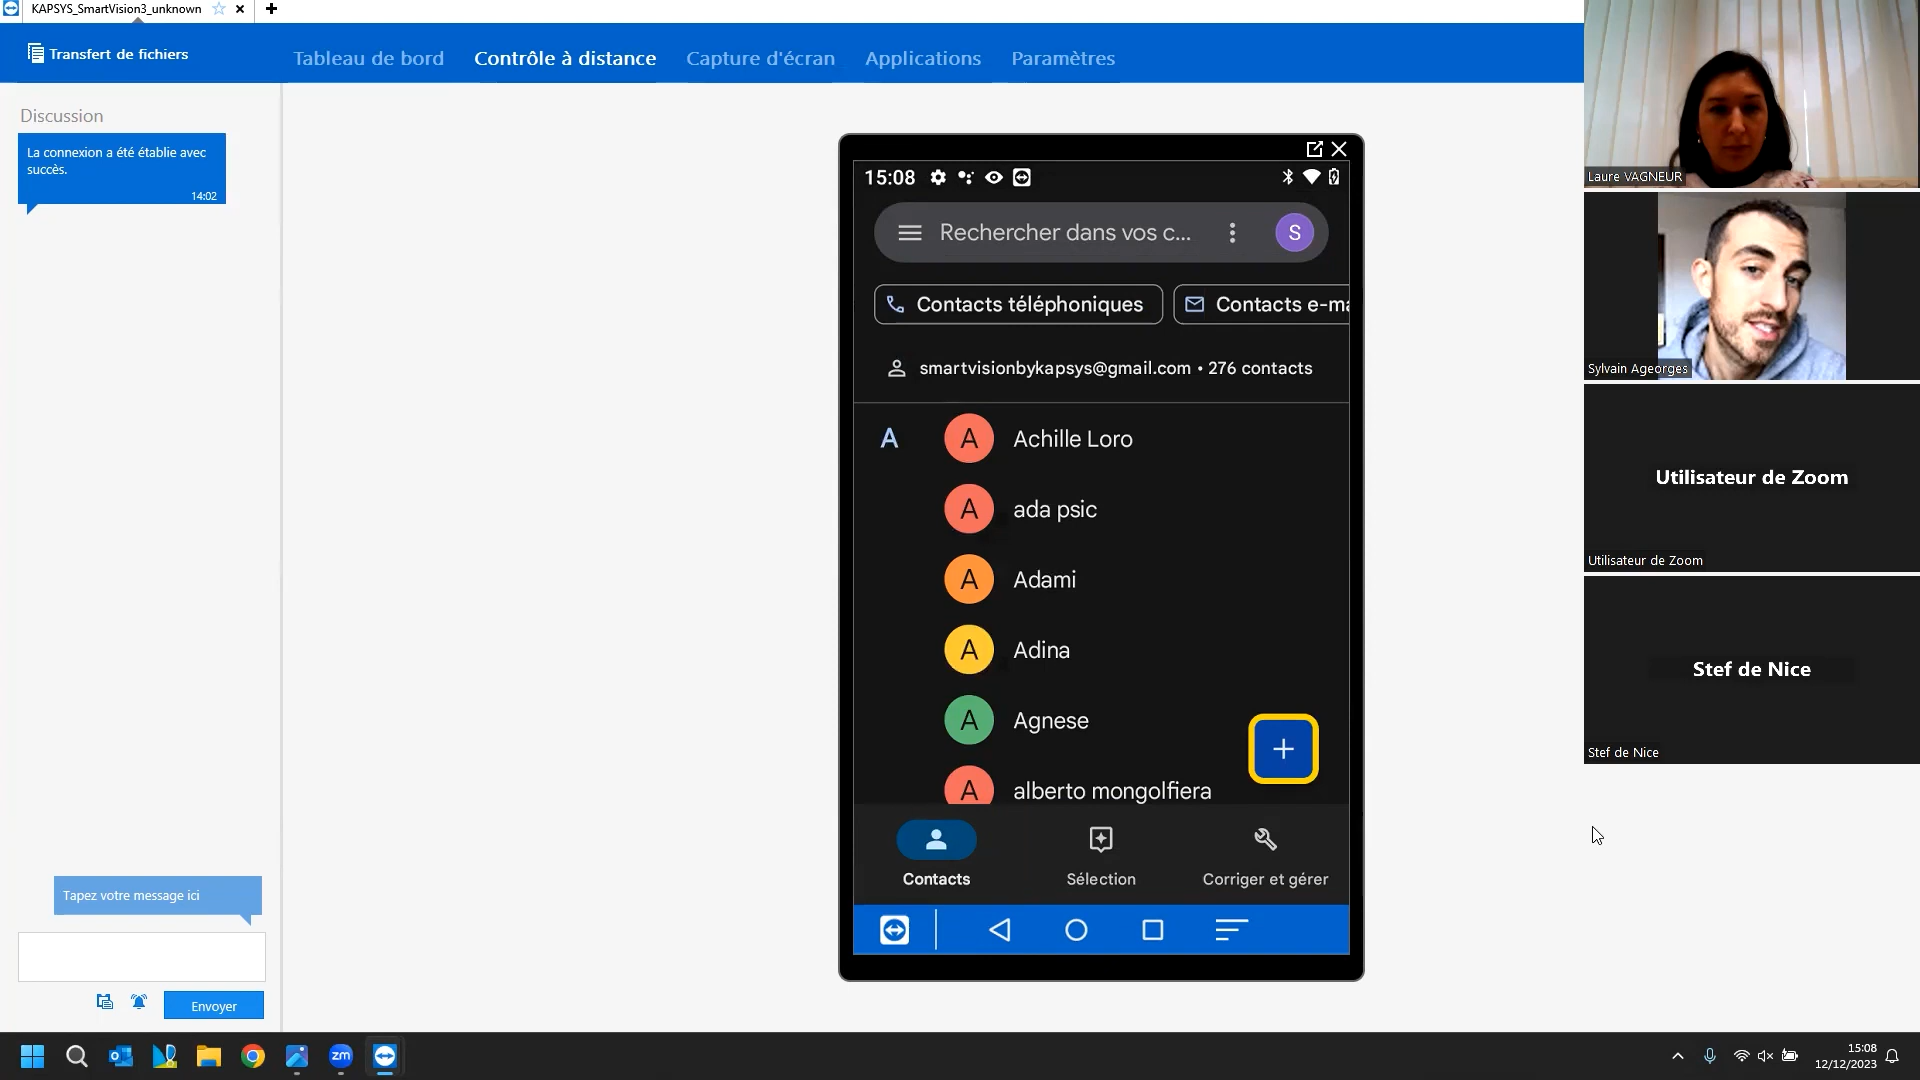 KAPSYS_SmartVision3_unknown
Transfert de fichiers
Tableau de bord
Contrôle à distance
Capture d'écran
Applications
Paramètres
Discussion
La connexion a été établie avec
succès.
14:02
Tapez votre message ici
Envoyer
15:08
Rechercher dans vos c...
S
Contacts téléphoniques
Contacts e-ma
smartvisionbykapsys@gmail.com • 276 contacts
A
A
Achille Loro
A
ada psic
A
Adami
A
Adina
A
Agnese
A
alberto mongolfiera
Contacts
Sélection
Corriger et gérer
Laure VAGNEUR
Sylvain Ageorges
Utilisateur de Zoom
Utilisateur de Zoom
Stef de Nice
Stef de Nice
zm
15:08
12/12/2023